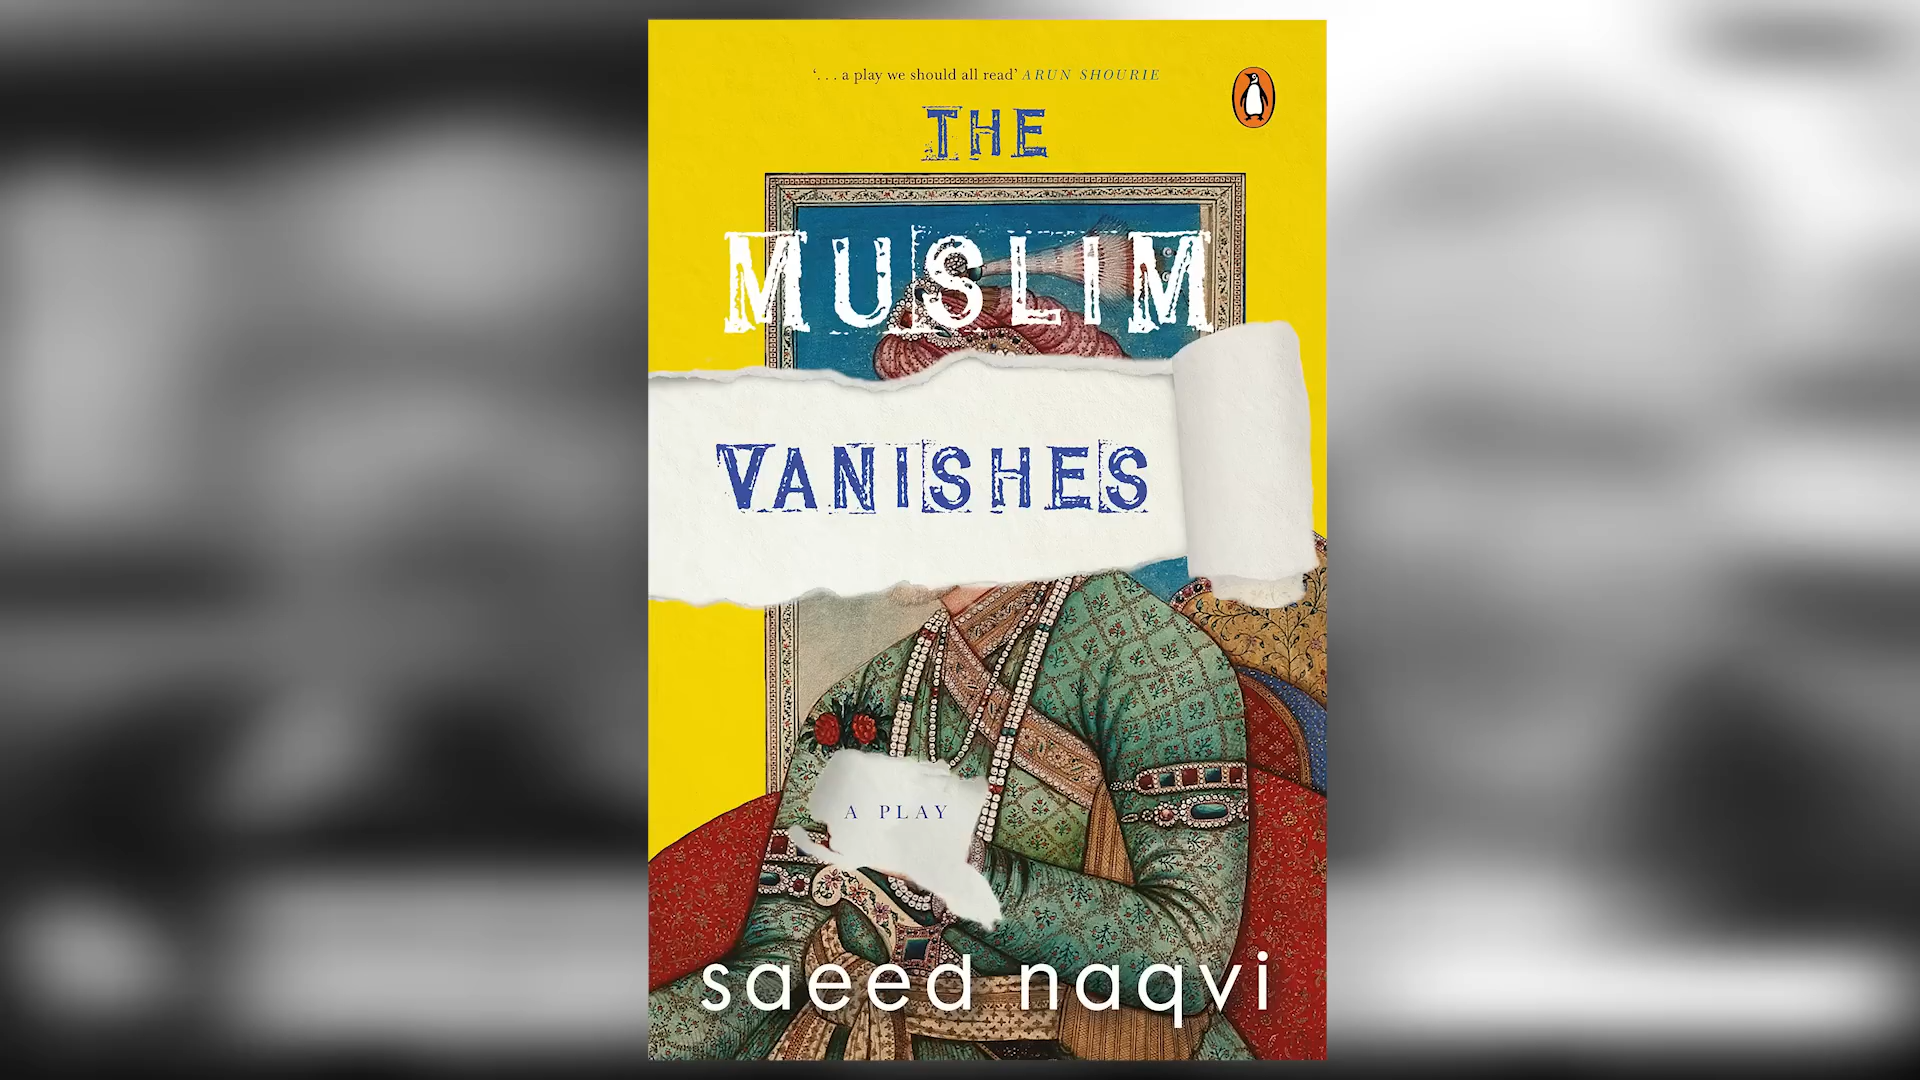 ‘. . . a play we should all read’ ARUN SHOURIE
THE
MUSLIM
VANISHES
A PLAY
saeed naqvi